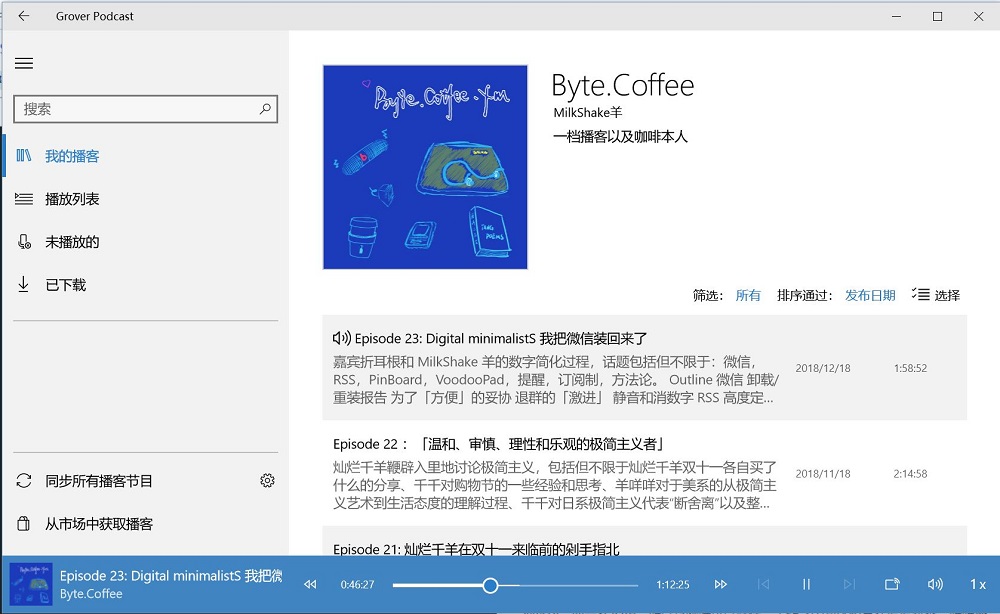 Grover Podcast
搜索
我的播客
播放列表
未播放的
已下载
同步所有播客节目
从市场中获取播客
Byte.Coffee.Ym
TANG
POEMS
Byte.Coffee
MilkShake羊
一档播客以及咖啡本人
筛选: 所有 排序通过: 发布日期 选择
Episode 23: Digital minimalistS 我把微信装回来了
嘉宾折耳根和 MilkShake 羊的数字简化过程，话题包括但不限于：微信，
RSS，PinBoard，VoodooPad，提醒，订阅制，方法论。 Outline 微信 卸载/
重装报告 为了「方便」的妥协 退群的「激进」 静音和消数字 RSS 高度定...
2018/12/18 1:58:52
Episode 22 ：「温和、审慎、理性和乐观的极简主义者」
灿烂千羊鞭辟入里地讨论极简主义，包括但不限于灿烂千羊双十一各自买了
什么的分享、千千对购物节的一些经验和思考、羊咩咩对于美系的从极简主
义艺术到生活态度的理解过程、千千对日系极简主义代表“断舍离”以及整...
2018/11/18 2:14:58
Episode 21: 灿烂千羊在双十一来临前的剁手指北
Episode 23: Digital minimalistS 我把微
Byte.Coffee
0:46:27 1:12:25 1 x